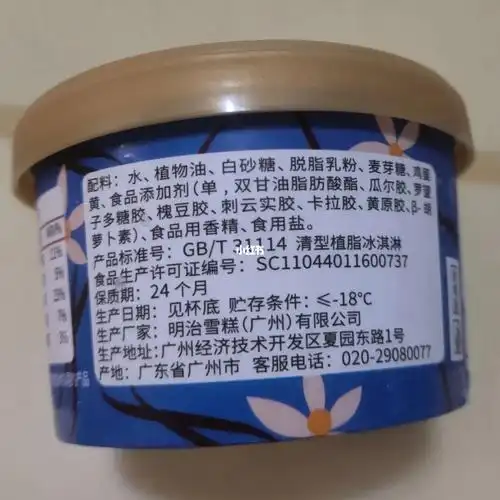 配料：水、植物油、白砂糖、脱脂乳粉、麦芽糖、鸡蛋
黄、食品添加剂(单，双甘油脂肪酸酯、瓜尔胶、罗望
子多糖胶、槐豆胶、刺云实胶、卡拉胶、黄原胶、β-胡
萝卜素)、食品用香精、食用盐。
产品标准号：GB/T 114 清型植脂冰淇淋
食品生产许可证编号：SC11044011600737
保质期：24个月
生产日期：见杯底 贮存条件：≤-18℃
生产厂家：明治雪糕(广州)有限公司
生产地址：广州经济技术开发区夏园东路1号
产地：广东省广州市 客服电话：020-29080077
小红书